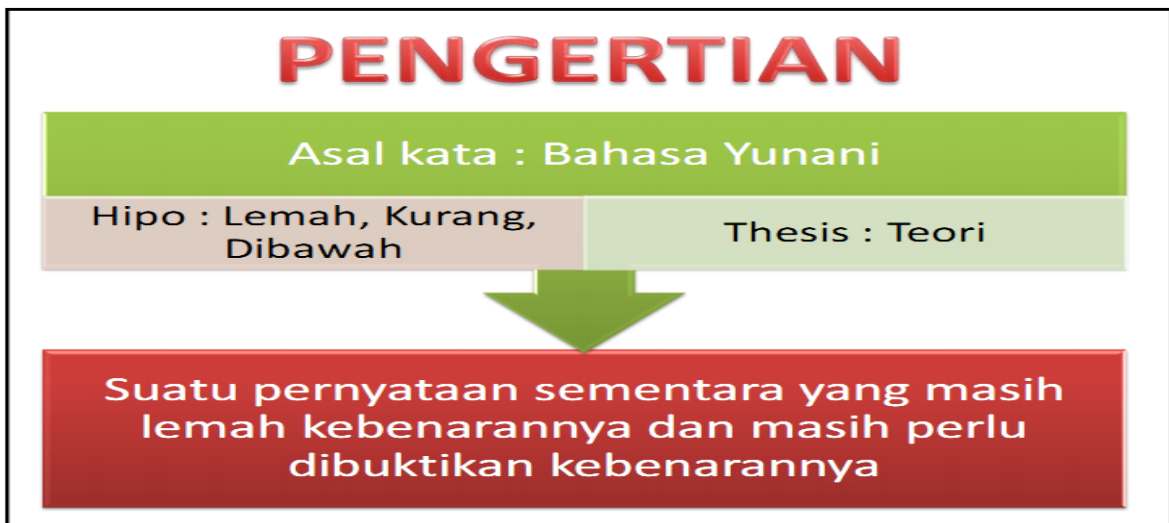 PENGERTIAN
Asal kata : Bahasa Yunani
Hipo : Lemah, Kurang,
Dibawah
Thesis : Teori
Suatu pernyataan sementara yang masih
lemah kebenarannya dan masih perlu
dibuktikan kebenarannya